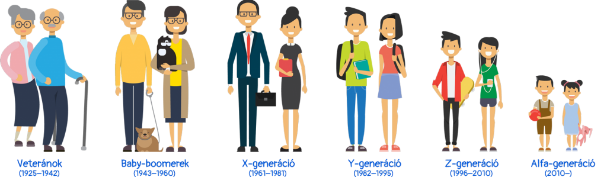 Veteránok
(1925–1942)
Baby-boomerek
(1943–1960)
X-generáció
(1961–1981)
Y-generáció
(1982–1995)
Z-generáció
(1996–2010)
Alfa-generáció
(2010–)